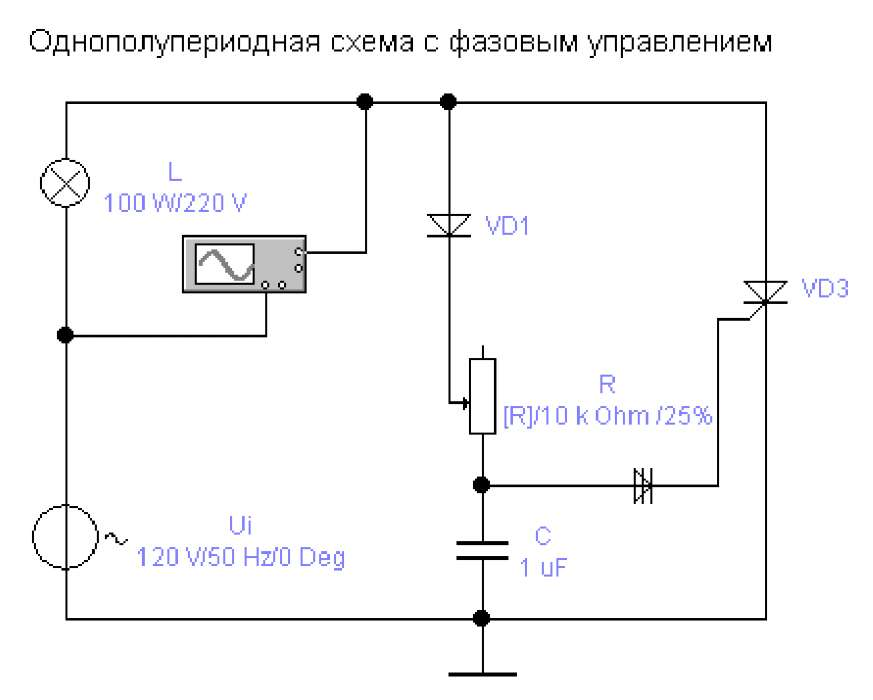 Однополупериодная схема с фазовым управлением
L
100 W/220 V
VD1
VD3
R
[R]/10 k Ohm /25%
Ui
120 V/50 Hz/0 Deg
C
1 uF